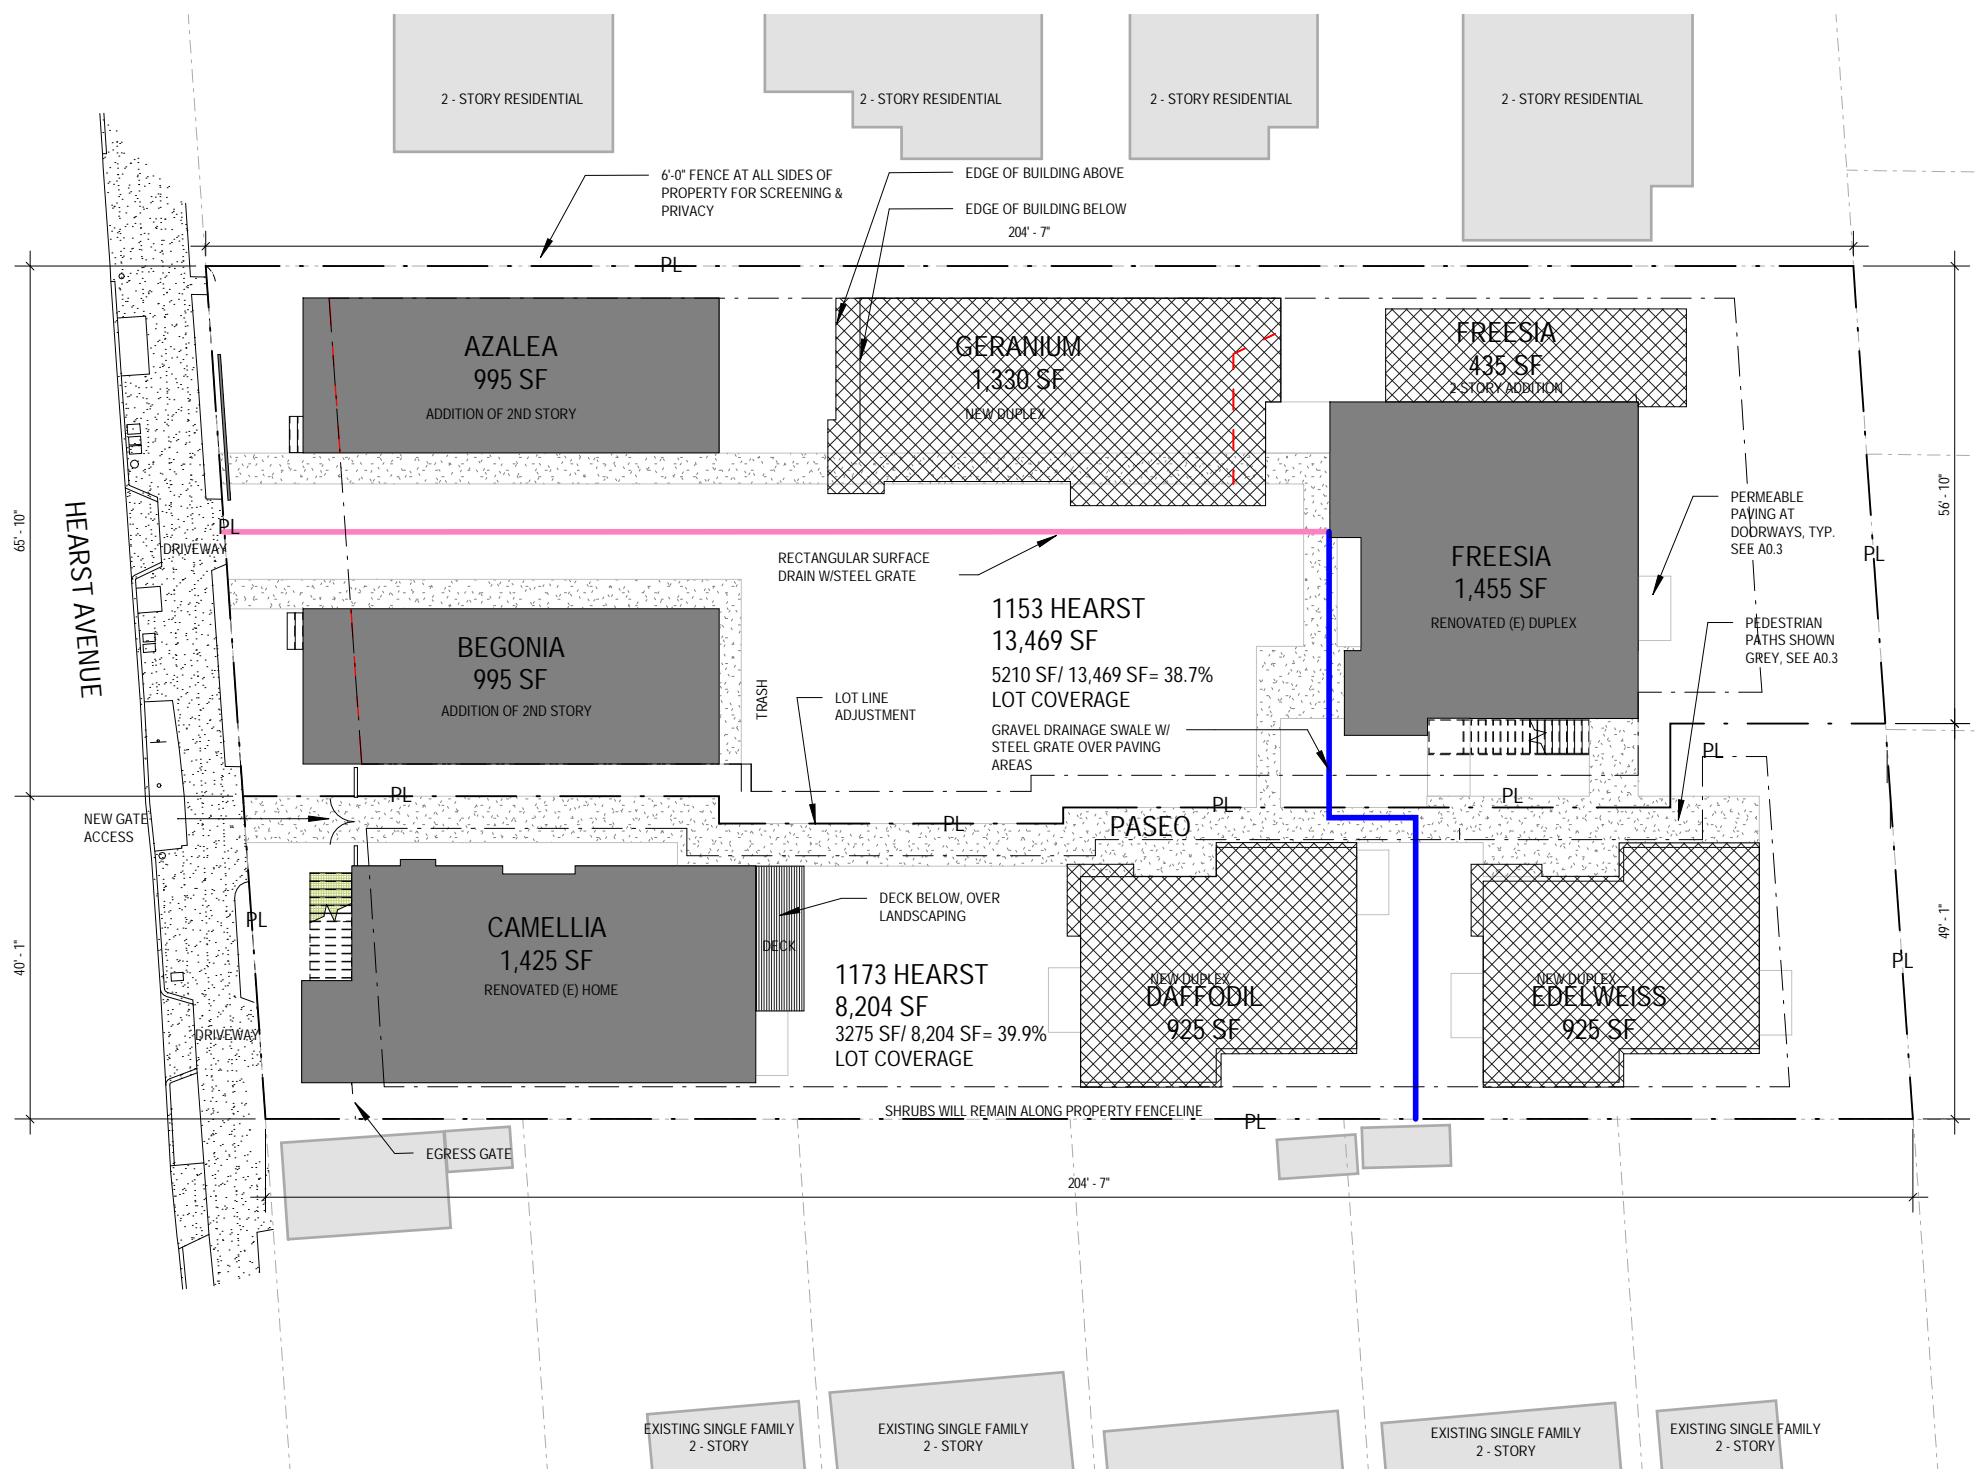 2 - STORY RESIDENTIAL
2 - STORY RESIDENTIAL
2 - STORY RESIDENTIAL
2 - STORY RESIDENTIAL
6'-0" FENCE AT ALL SIDES OF
PROPERTY FOR SCREENING &
PRIVACY
EDGE OF BUILDING ABOVE
EDGE OF BUILDING BELOW
204' - 7"
PL
AZALEA
995 SF
ADDITION OF 2ND STORY
GERANIUM
1,330 SF
NEW DUPLEX
FREESIA
435 SF
2-STORY ADDITION
65' - 10"
HEARST AVENUE
PL
DRIVEWAY
RECTANGULAR SURFACE
DRAIN W/STEEL GRATE
FREESIA
1,455 SF
RENOVATED (E) DUPLEX
PERMEABLE
PAVING AT
DOORWAYS, TYP.
SEE A0.3
PL
56' - 10"
BEGONIA
995 SF
ADDITION OF 2ND STORY
TRASH
1153 HEARST
13,469 SF
5210 SF/ 13,469 SF= 38.7%
LOT COVERAGE
LOT LINE
ADJUSTMENT
GRAVEL DRAINAGE SWALE W/
STEEL GRATE OVER PAVING
AREAS
PEDESTRIAN
PATHS SHOWN
GREY, SEE A0.3
PL
PL
PL
PL
PL
PASEO
NEW GATE
ACCESS
40' - 1"
PL
CAMELLIA
1,425 SF
RENOVATED (E) HOME
DECK
DECK BELOW, OVER
LANDSCAPING
1173 HEARST
8,204 SF
3275 SF/ 8,204 SF= 39.9%
LOT COVERAGE
NEW DUPLEX
DAFFODIL
925 SF
NEW DUPLEX
EDELWEISS
925 SF
PL
49' - 1"
DRIVEWAY
SHRUBS WILL REMAIN ALONG PROPERTY FENCELINE
PL
EGRESS GATE
204' - 7"
EXISTING SINGLE FAMILY
2 - STORY
EXISTING SINGLE FAMILY
2 - STORY
EXISTING SINGLE FAMILY
2 - STORY
EXISTING SINGLE FAMILY
2 - STORY